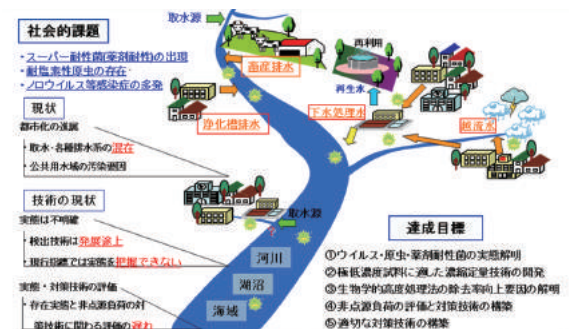 社会的課題
・スーパー耐性菌(薬剤耐性)の出現
・耐塩素性原虫の存在
・ノロウイルス等感染症の多発
現状
都市化の進展
・取水・各種排水系の混在
・公共用水域の汚染要因
技術の現状
実態は不明確
・検出技術は発展途上
・現行指標では実態を把握できない
実態・対策技術の評価
・存在実態と非点源負荷の対
策技術に関わる評価の遅れ
取水源
畜産排水
浄化槽排水
再利用
再生水
下水処理水
越流水
取水源
?
河川
湖沼
海域
達成目標
①ウイルス・原虫・薬剤耐性菌の実態解明
②極低濃度試料に適した濃縮定量技術の開発
③生物学的高度処理法の除去率向上要因の解明
④非点源負荷の評価と対策技術の構築
⑤適切な対策技術の構築